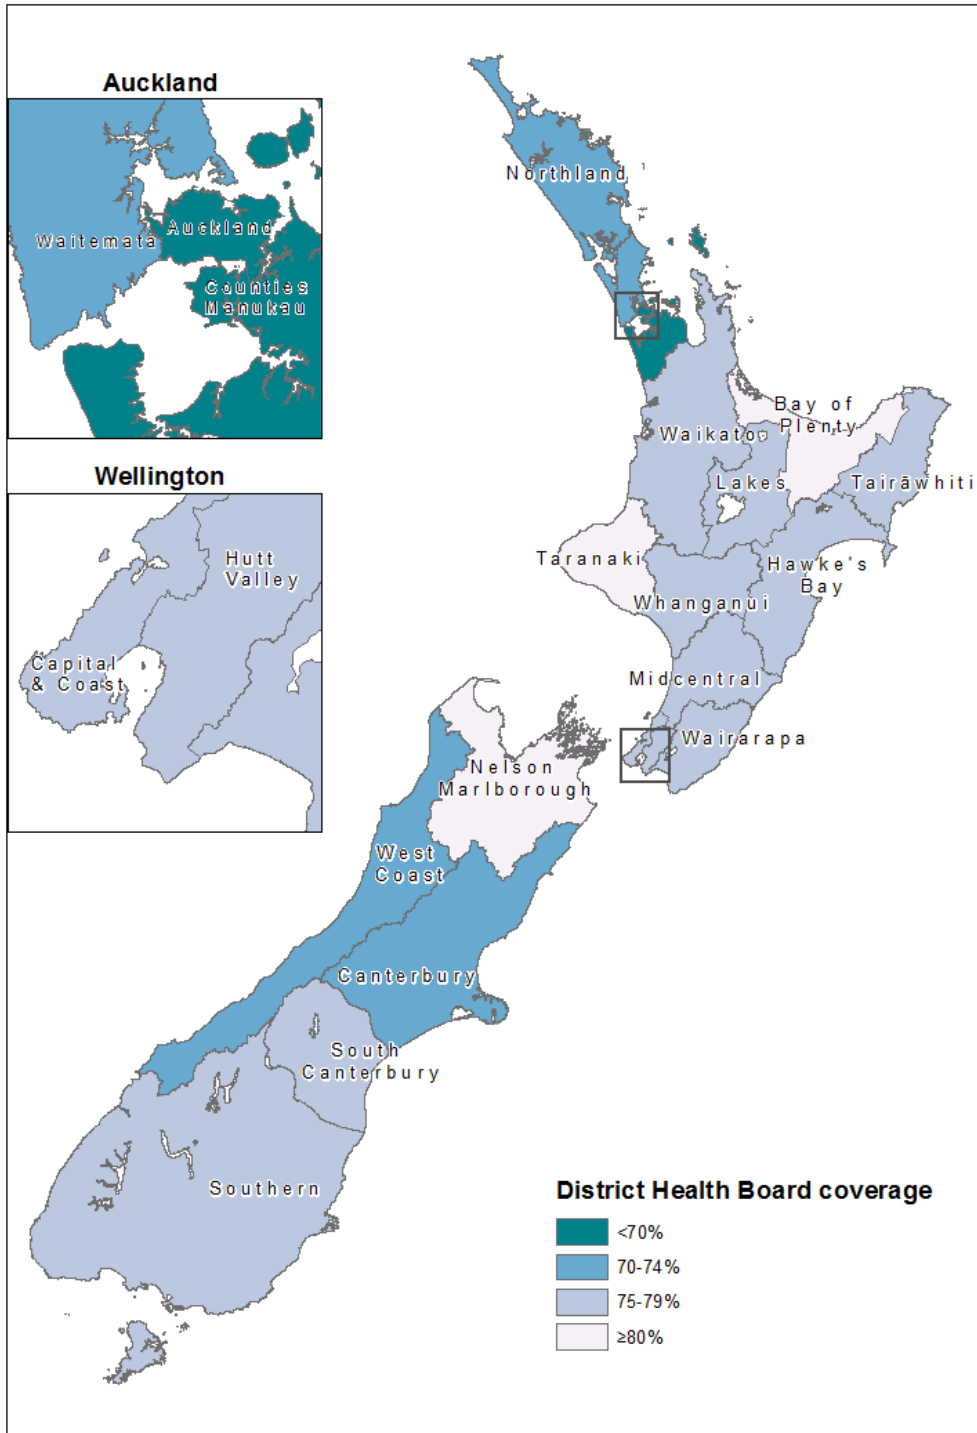 Auckland
Waitemata
Auckland
Counties
Manukau
Wellington
Hutt
Valley
Capital
& Coast
Northland
Bay of
Plenty
Waikato
Lakes
Tairāwhiti
Taranaki
Hawke's
Bay
Whanganui
Midcentral
Wairarapa
Nelson
Marlborough
West
Coast
Canterbury
South
Canterbury
Southern
District Health Board coverage
<70%
70-74%
75-79%
≥80%